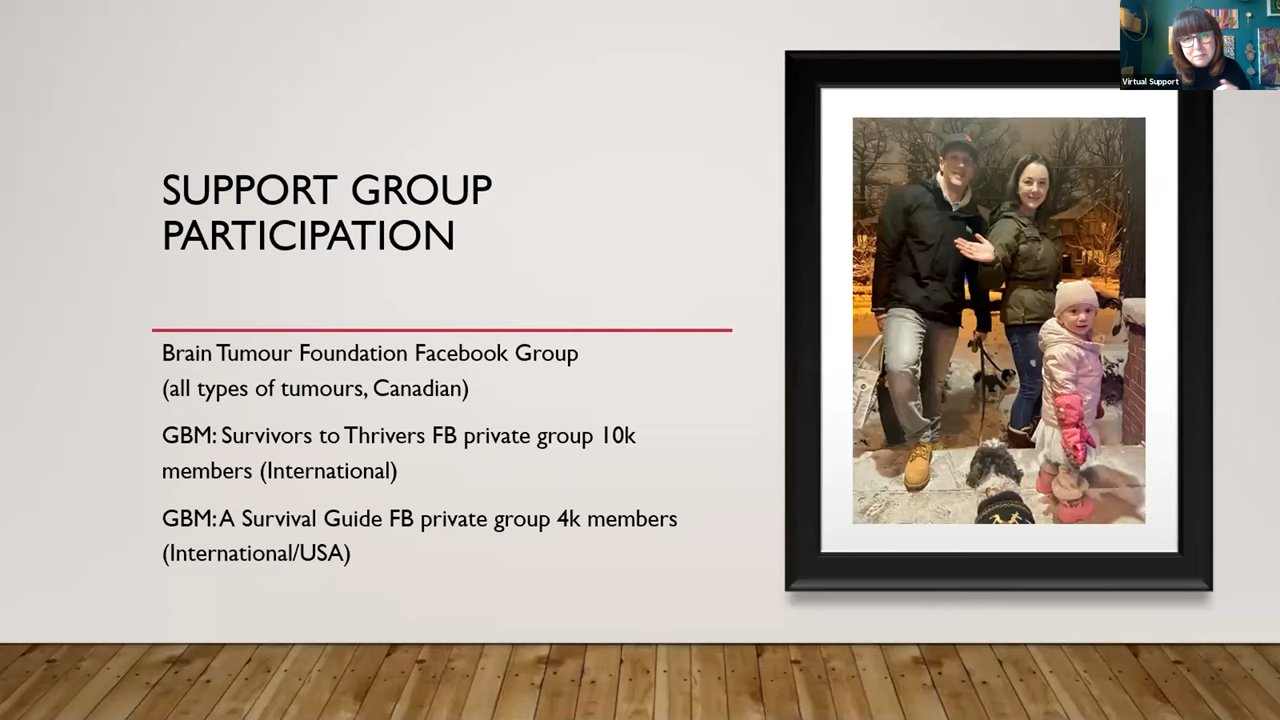 Virtual Support
SUPPORT GROUP
PARTICIPATION
Brain Tumour Foundation Facebook Group
(all types of tumours, Canadian)
GBM: Survivors to Thrivers FB private group 10k
members (International)
GBM: A Survival Guide FB private group 4k members
(International/USA)